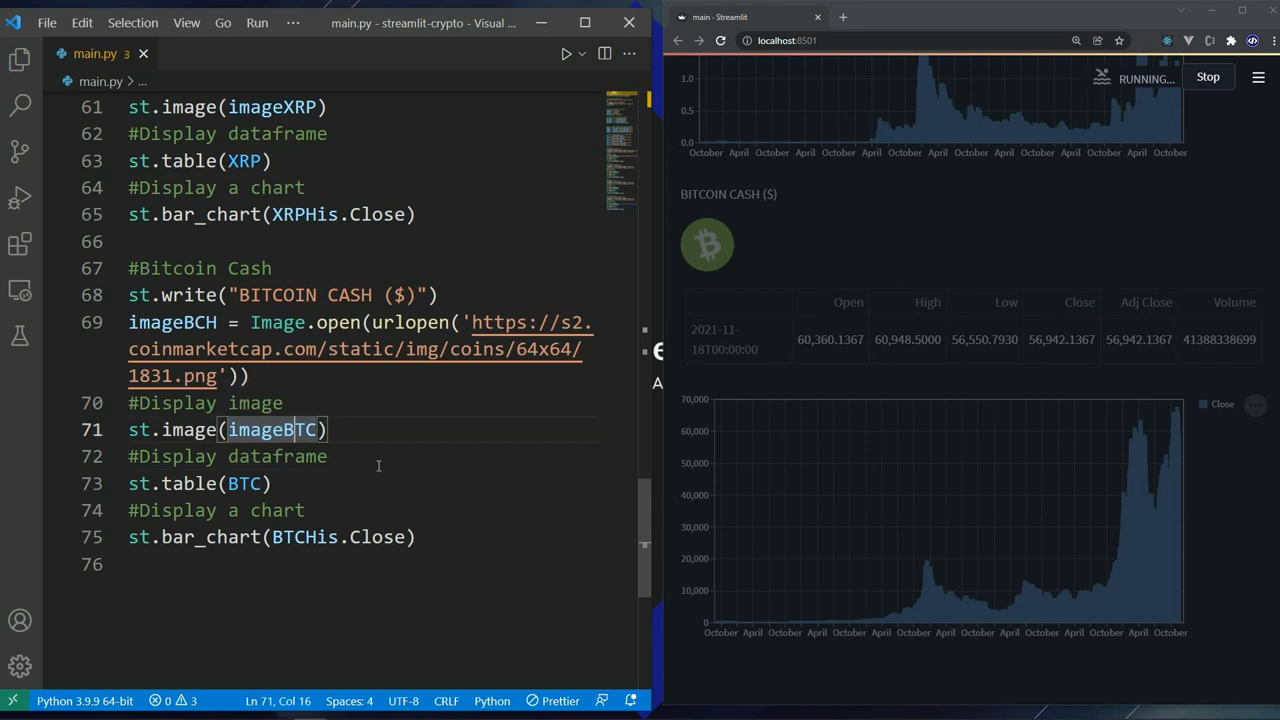 File Edit Selection View Go Run ··· main.py - streamlit-crypto - Visual ...
main.py 3
main.py > ...
61 st.image(imageXRP)
62 #Display dataframe
63 st.table(XRP)
64 #Display a chart
65 st.bar_chart(XRPHis.Close)
66
67 #Bitcoin Cash
68 st.write("BITCOIN CASH ($)")
69 imageBCH = Image.open(urlopen('https://s2.
coinmarketcap.com/static/img/coins/64x64/
1831.png'))
70 #Display image
71 st.image(imageBTC)
72 #Display dataframe
73 st.table(BTC)
74 #Display a chart
75 st.bar_chart(BTCHis.Close)
76
Python 3.9.9 64-bit 0 3 Ln 71, Col 16 Spaces: 4 UTF-8 CRLF Python Prettier
main · Streamlit
localhost:8501
RUNNING... Stop
1.0
0.5
0.0
October April October April October April October April October April October April October April October
BITCOIN CASH ($)
Open High Low Close Adj Close Volume
2021-11-
18T00:00:00 60,360.1367 60,948.5000 56,550.7930 56,942.1367 56,942.1367 41388338699
70,000
60,000
50,000
40,000
30,000
20,000
10,000
0
Close
October April October April October April October April October April October April October April October
e
A